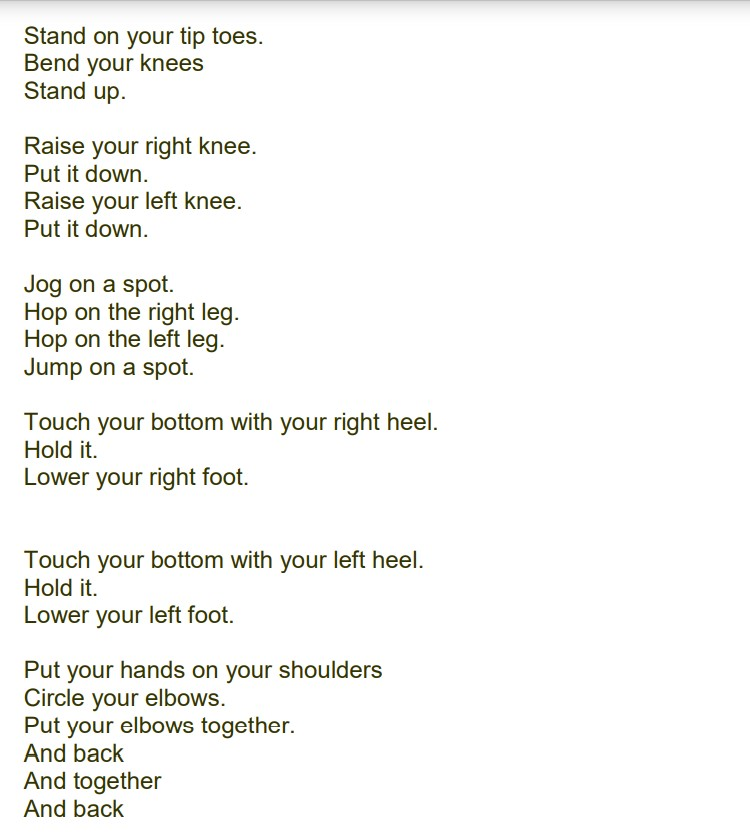 Stand on your tip toes.
Bend your knees
Stand up.
Raise your right knee.
Put it down.
Raise your left knee.
Put it down.
Jog on a spot.
Hop on the right leg.
Hop on the left leg.
Jump on a spot.
Touch your bottom with your right heel.
Hold it.
Lower your right foot.
Touch your bottom with your left heel.
Hold it.
Lower your left foot.
Put your hands on your shoulders
Circle your elbows.
Put your elbows together.
And back
And together
And back